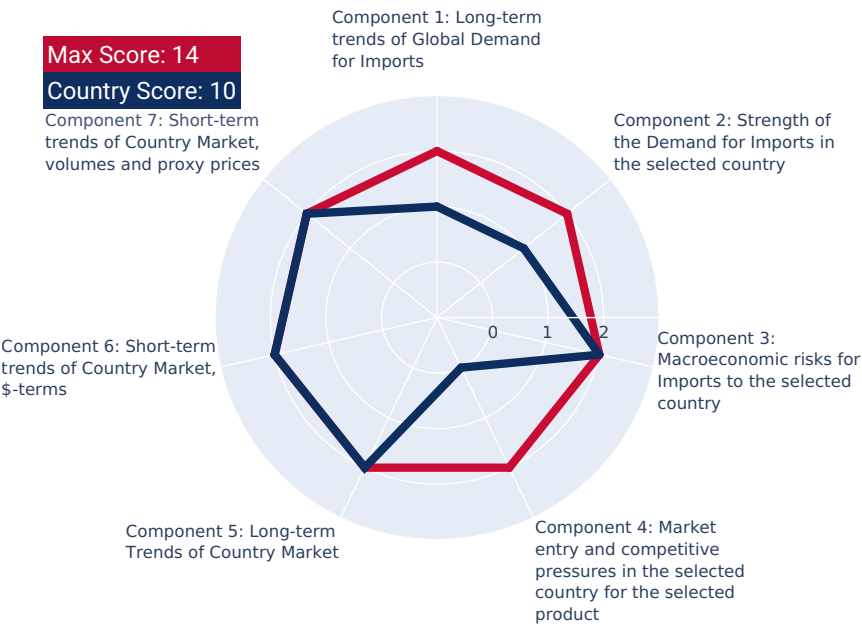 Component 1: Long-term
trends of Global Demand
for Imports
Max Score: 14
Country Score: 10
Component 7: Short-term
trends of Country Market,
volumes and proxy prices
Component 2: Strength of
the Demand for Imports in
the selected country
0 1 2
Component 3:
Macroeconomic risks for
Imports to the selected
country
Component 6: Short-term
trends of Country Market,
$-terms
Component 5: Long-term
Trends of Country Market
Component 4: Market
entry and competitive
pressures in the selected
country for the selected
product